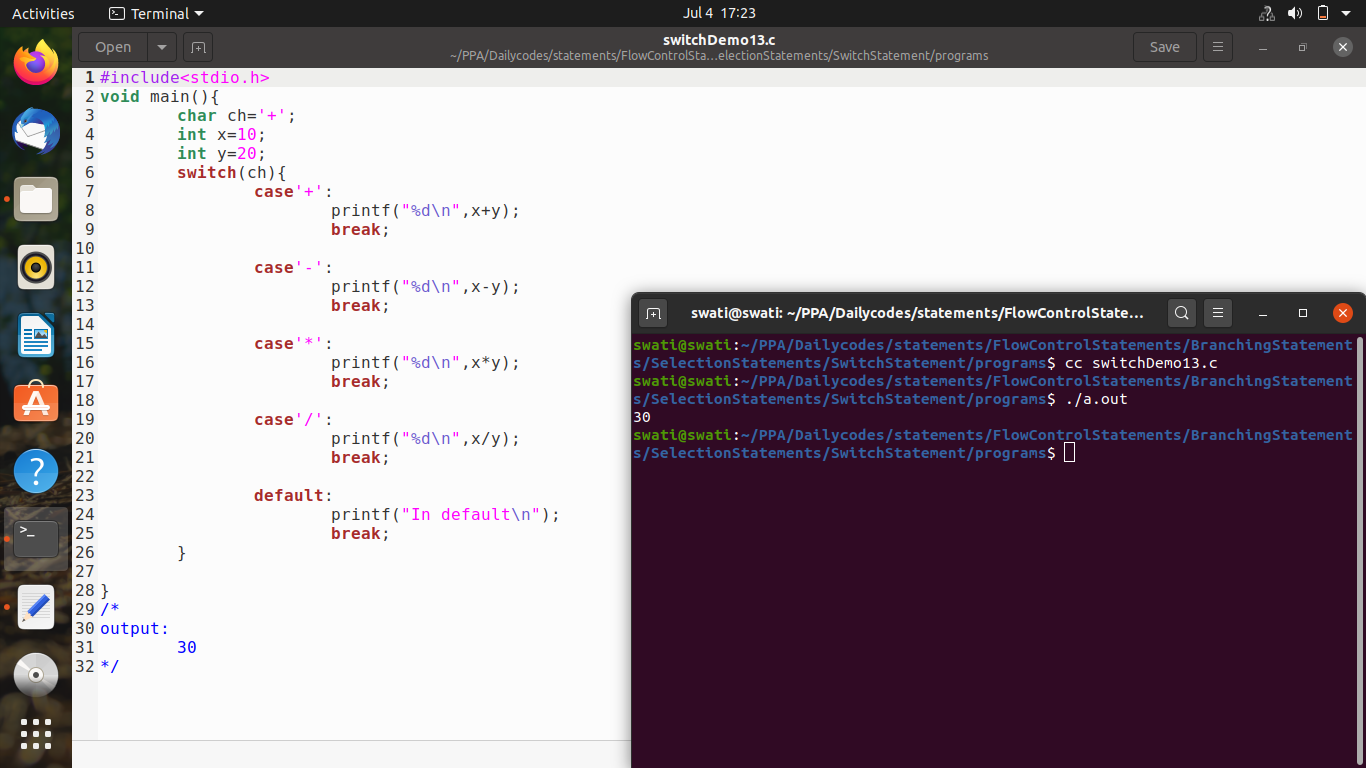 Activities Terminal Jul 4 17:23
Open switchDemo13.c Save
~/PPA/Dailycodes/statements/FlowControlSta...electionStatements/SwitchStatement/programs
1 #include<stdio.h>
2 void main(){
3 char ch='+';
4 int x=10;
5 int y=20;
6 switch(ch){
7 case'+':
8 printf("%d\n",x+y);
9 break;
10
11 case'-':
12 printf("%d\n",x-y);
13 break;
14
15 case'*':
16 printf("%d\n",x*y);
17 break;
18
19 case'/':
20 printf("%d\n",x/y);
21 break;
22
23 default:
24 printf("In default\n");
25 break;
26 }
27
28 }
29 /*
30 output:
31 30
32 */
swati@swati: ~/PPA/Dailycodes/statements/FlowControlState...
swati@swati:~/PPA/Dailycodes/statements/FlowControlStatements/BranchingStatement
s/SelectionStatements/SwitchStatement/programs$ cc switchDemo13.c
swati@swati:~/PPA/Dailycodes/statements/FlowControlStatements/BranchingStatement
s/SelectionStatements/SwitchStatement/programs$ ./a.out
30
swati@swati:~/PPA/Dailycodes/statements/FlowControlStatements/BranchingStatement
s/SelectionStatements/SwitchStatement/programs$